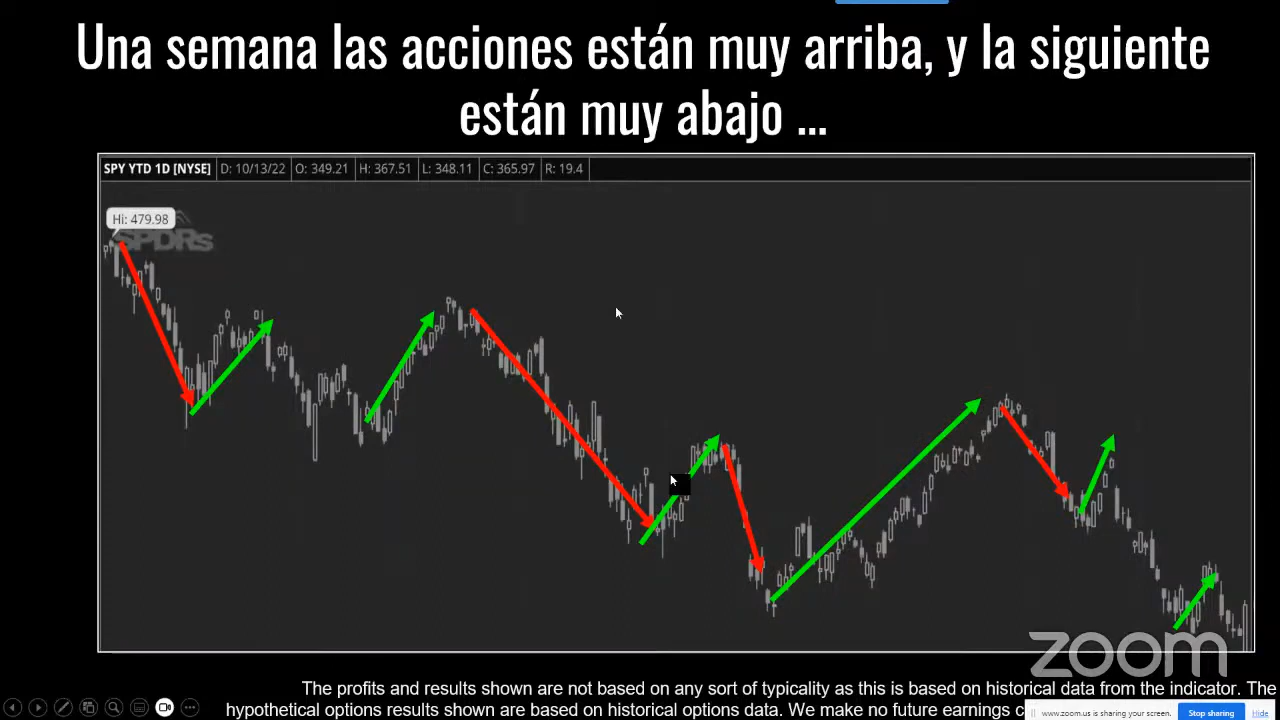 Una semana las acciones están muy arriba, y la siguiente
están muy abajo ...
SPY YTD 1D [NYSE] D: 10/13/22 O: 349.21 H: 367.51 L: 348.11 C: 365.97 R: 19.4
Hi: 479.98
SPDRs
zoom
The profits and results shown are not based on any sort of typicality as this is based on historical data from the indicator. The
hypothetical options results shown are based on historical options data. We make no future earnings
www.zoom.us is sharing your screen. Stop sharing Hide